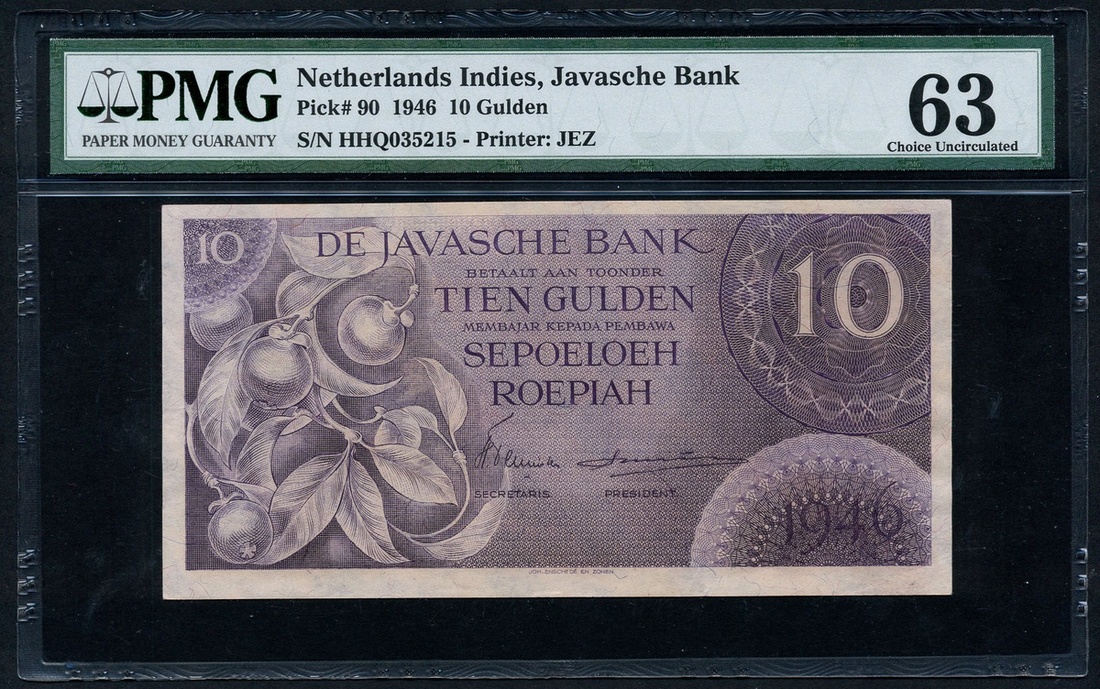 PMG
PAPER MONEY GUARANTY
Netherlands Indies, Javasche Bank
Pick# 90 1946 10 Gulden
S/N HHQ035215 - Printer: JEZ
63
Choice Uncirculated
10
DE JAVASCHE BANK
BETAALT AAN TOONDER
TIEN GULDEN
MEMBAJAR KEPADA PEMBAWA
SEPOELOEH
ROEPIAH
10
SECRETARIS.
PRESIDENT.
1946
JOH. ENSCHEDÉ EN ZONEN.